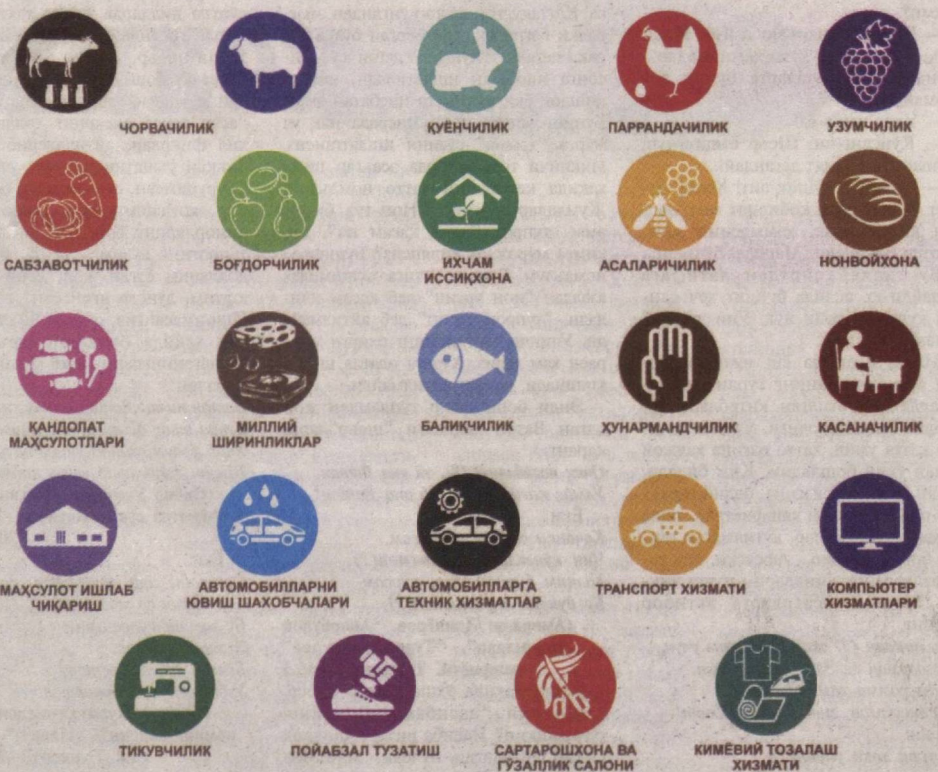 ЧОРВАЧИЛИК
ҚУЁНЧИЛИК
ПАРРАНДАЧИЛИК
УЗУМЧИЛИК
САБЗАВОТЧИЛИК
БОҒДОРЧИЛИК
ИХЧАМ
ИССИҚХОНА
АСАЛАРИЧИЛИК
НОНВОЙХОНА
ҚАНДОЛАТ
МАҲСУЛОТЛАРИ
МИЛЛИЙ
ШИРИНЛИКЛАР
БАЛИҚЧИЛИК
ҲУНАРМАНДЧИЛИК
КАСАНАЧИЛИК
МАҲСУЛОТ ИШЛАБ
ЧИҚАРИШ
АВТОМОБИЛЛАРНИ
ЮВИШ ШАХОБЧАЛАРИ
АВТОМОБИЛЛАРГА
ТЕХНИК ХИЗМАТЛАР
ТРАНСПОРТ ХИЗМАТИ
КОМПЬЮТЕР
ХИЗМАТЛАРИ
ТИКУВЧИЛИК
ПОЙАБЗАЛ ТУЗАТИШ
САРТАРОШХОНА ВА
ГЎЗАЛЛИК САЛОНИ
КИМЁВИЙ ТОЗАЛАШ
ХИЗМАТИ